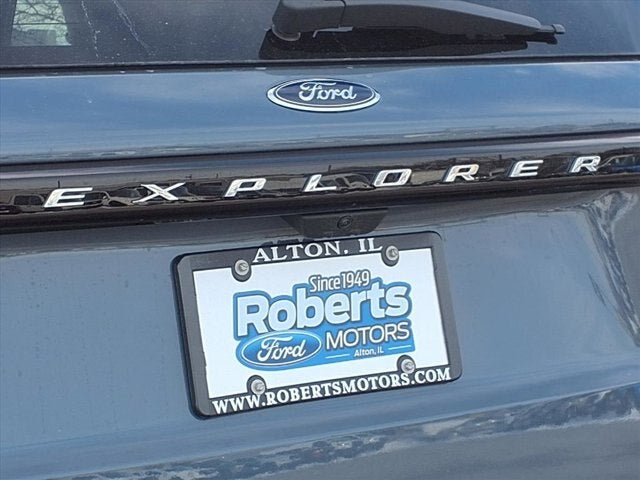 Ford
EXPLORER
ALTON, IL
Since 1949
Roberts
Ford MOTORS
Alton, IL
WWW.ROBERTSMOTORS.COM